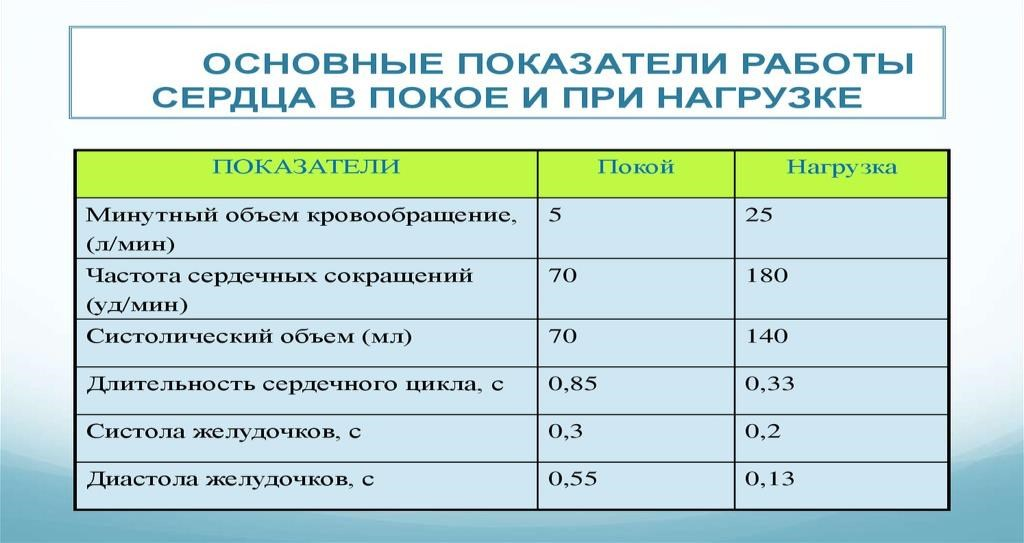 ОСНОВНЫЕ ПОКАЗАТЕЛИ РАБОТЫ
СЕРДЦА В ПОКОЕ И ПРИ НАГРУЗКЕ
ПОКАЗАТЕЛИ Покой Нагрузка
Минутный объем кровообращение, 5 25
(л/мин)
Частота сердечных сокращений 70 180
(уд/мин)
Систолический объем (мл) 70 140
Длительность сердечного цикла, с 0,85 0,33
Систола желудочков, с 0,3 0,2
Диастола желудочков, с 0,55 0,13